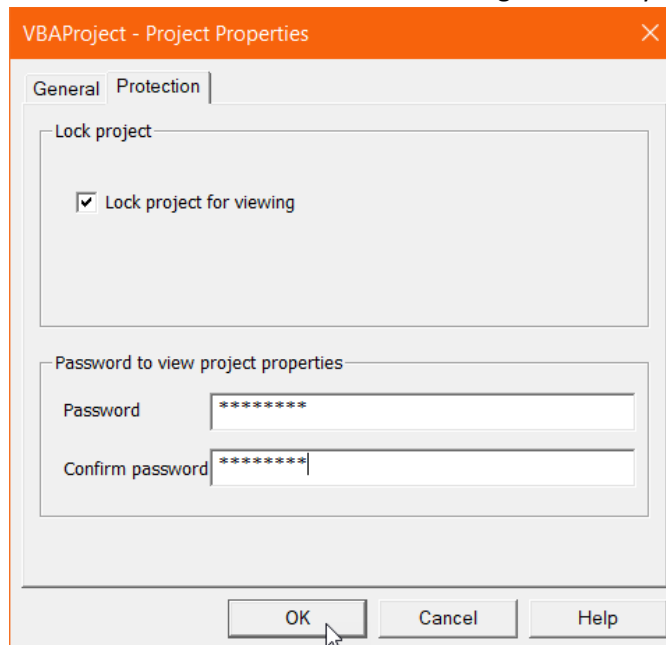 VBAProject - Project Properties
General Protection
Lock project
Lock project for viewing
Password to view project properties
Password ********
Confirm password ********
OK Cancel Help